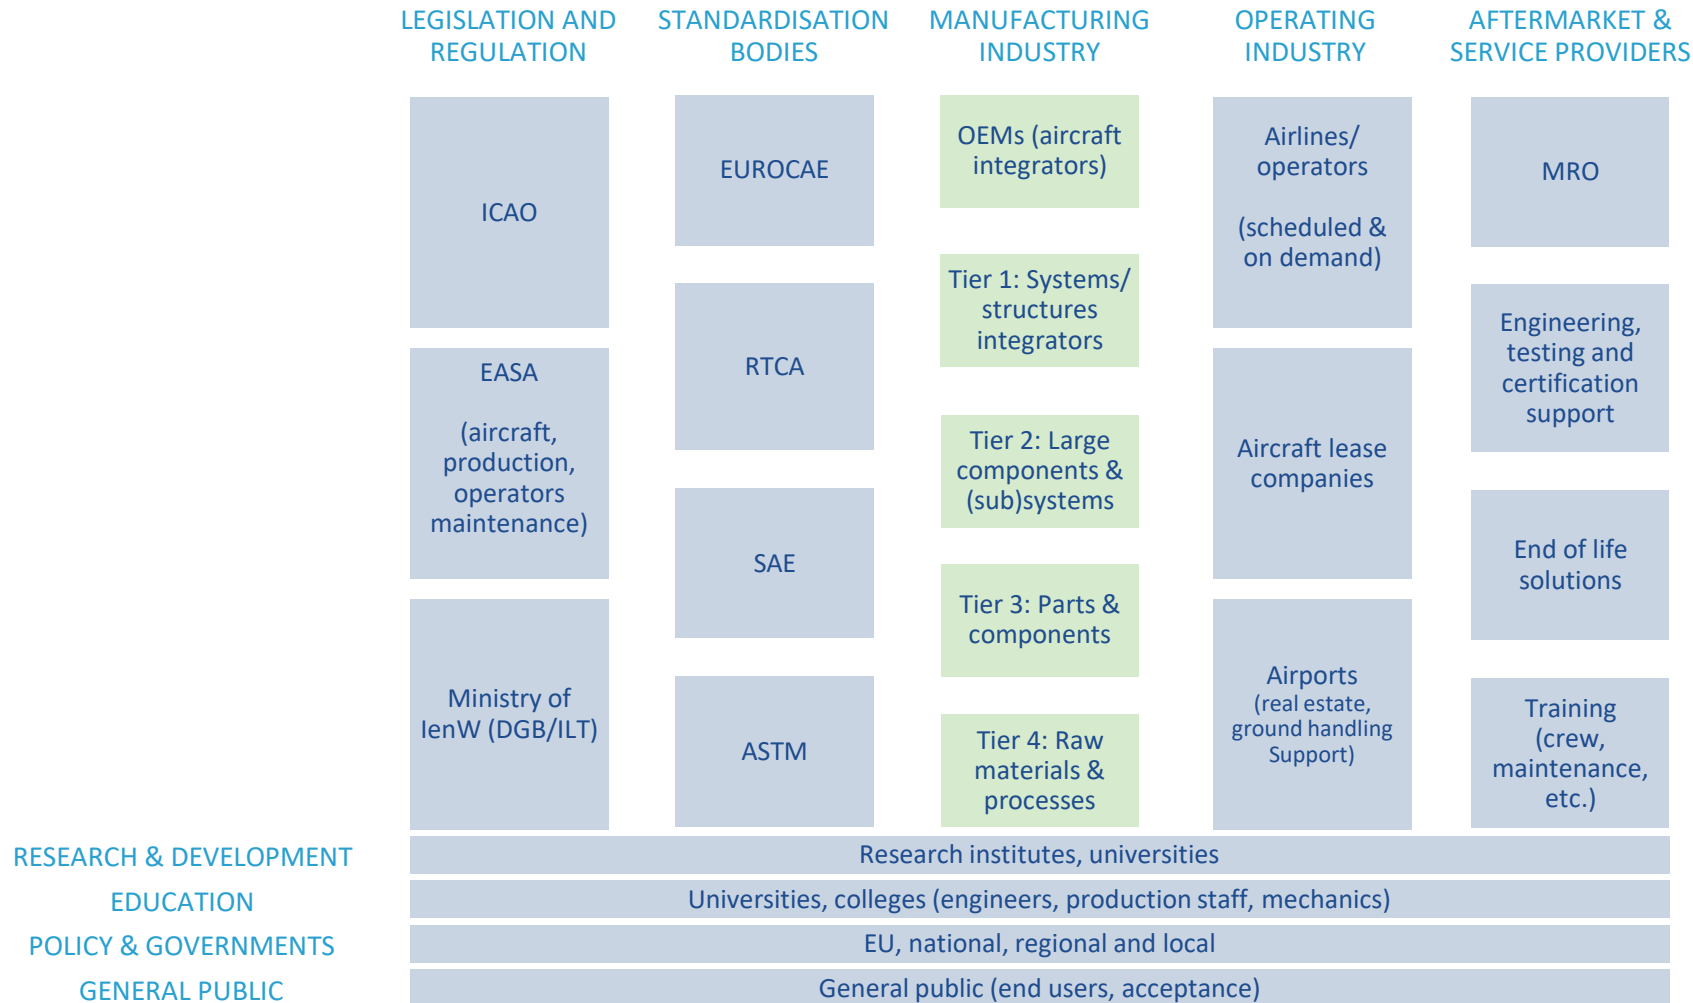 LEGISLATION AND
REGULATION
STANDARDISATION
BODIES
MANUFACTURING
INDUSTRY
OPERATING
INDUSTRY
AFTERMARKET &
SERVICE PROVIDERS
ICAO
EASA
(aircraft,
production,
operators
maintenance)
Ministry of
IenW (DGB/ILT)
EUROCAE
RTCA
SAE
ASTM
OEMs (aircraft
integrators)
Tier 1: Systems/
structures
integrators
Tier 2: Large
components &
(sub)systems
Tier 3: Parts &
components
Tier 4: Raw
materials &
processes
Airlines/
operators
(scheduled &
on demand)
Aircraft lease
companies
Airports
(real estate,
ground handling
Support)
MRO
Engineering,
testing and
certification
support
End of life
solutions
Training
(crew,
maintenance,
etc.)
RESEARCH & DEVELOPMENT
Research institutes, universities
EDUCATION
Universities, colleges (engineers, production staff, mechanics)
POLICY & GOVERNMENTS
EU, national, regional and local
GENERAL PUBLIC
General public (end users, acceptance)